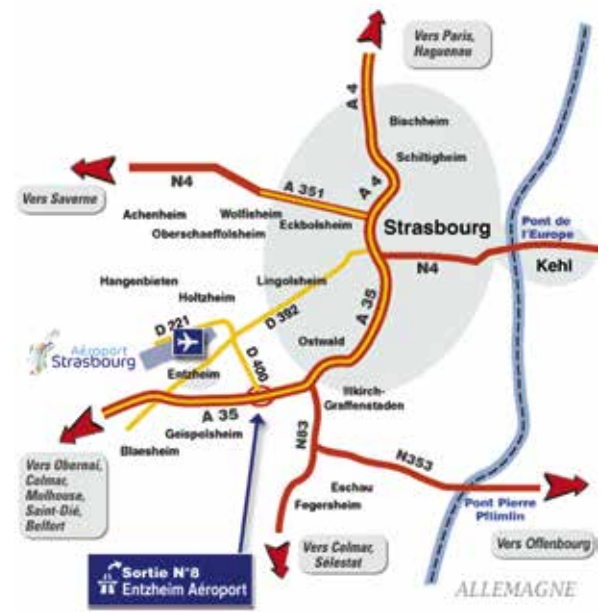 Vers Paris,
Haguenau
A 4
Bischheim
Schiltigheim
A 4
N4
A 351
Vers Saverne
Achenheim
Wolfisheim
Oberschaeffolsheim
Eckbolsheim
Strasbourg
Pont de
l'Europe
N4
Kehl
Hangenbieten
Lingolsheim
Holtzheim
A 35
D 221
D 392
Ostwald
Aéroport
Strasbourg
Entzheim
D 400
Illkirch-
Graffenstaden
A 35
Geispolsheim
Blaesheim
N83
N353
Vers Obernai,
Colmar,
Mulhouse,
Saint-Dié,
Belfort
Eschau
Fegersheim
Pont Pierre
Pflimlin
Vers Colmar,
Sélestat
Vers Offenbourg
Sortie N°8
Entzheim Aéroport
ALLEMAGNE